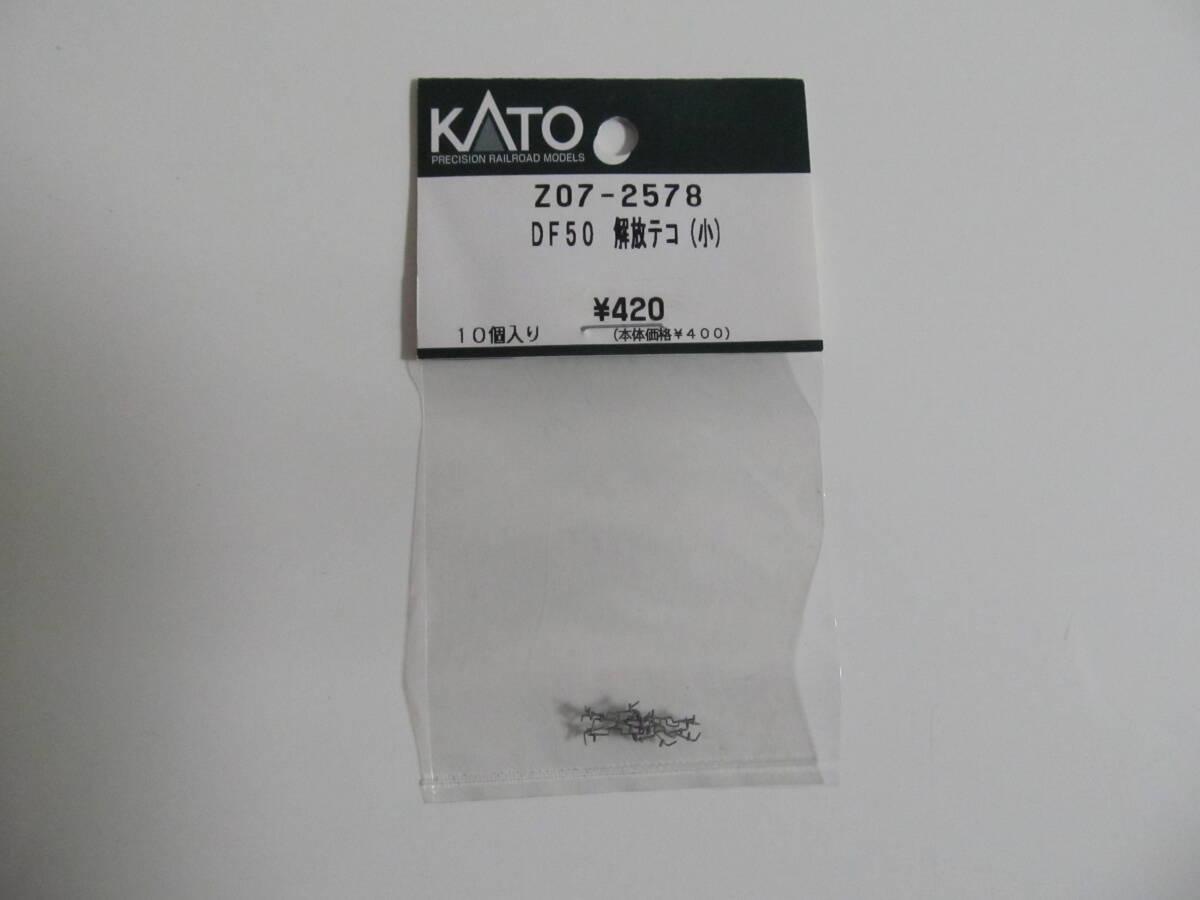 KATO
PRECISION RAILROAD MODELS
Z07-2578
DF50 解放テコ(小)
¥420
10個入り (本体価格¥400)